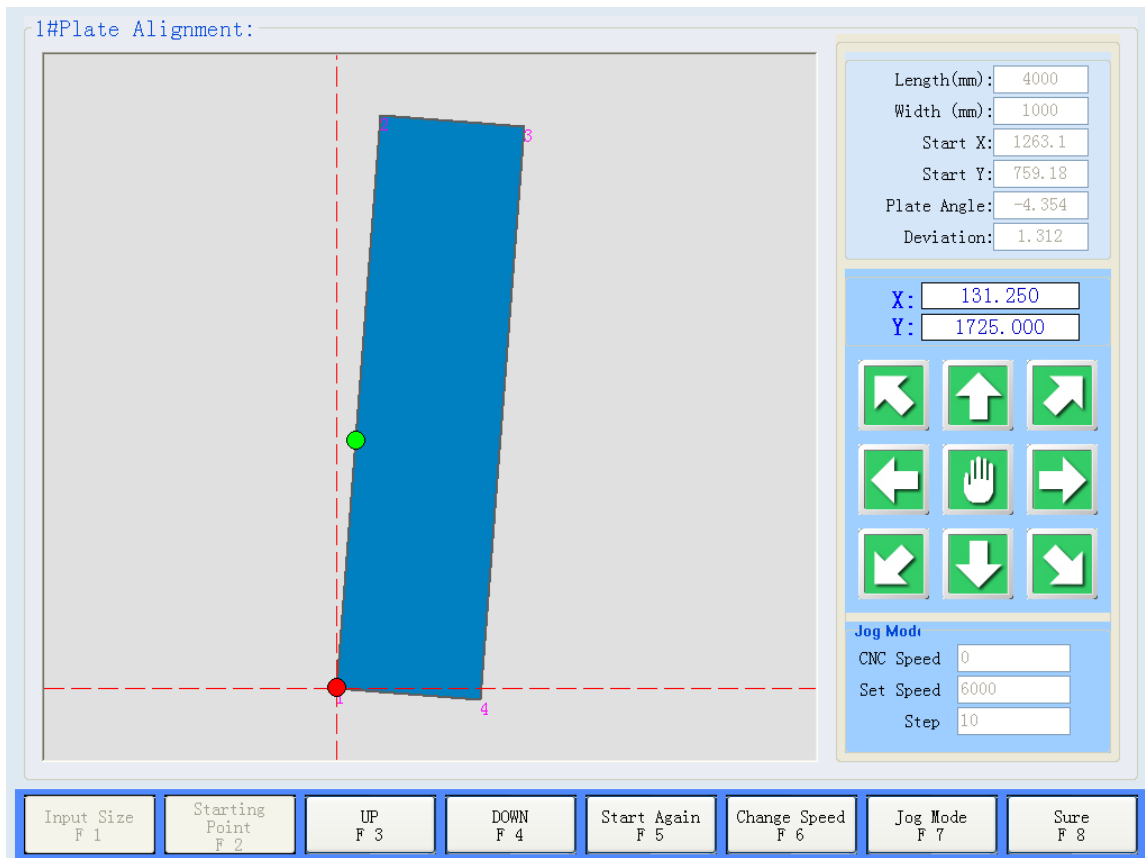 1#Plate Alignment:
2
3
1
4
Length(mm): 4000
Width (mm): 1000
Start X: 1263.1
Start Y: 759.18
Plate Angle: -4.354
Deviation: 1.312
X: 131.250
Y: 1725.000
Jog Mod
CNC Speed 0
Set Speed 6000
Step 10
Input Size
F 1
Starting
Point
F 2
UP
F 3
DOWN
F 4
Start Again
F 5
Change Speed
F 6
Jog Mode
F 7
Sure
F 8